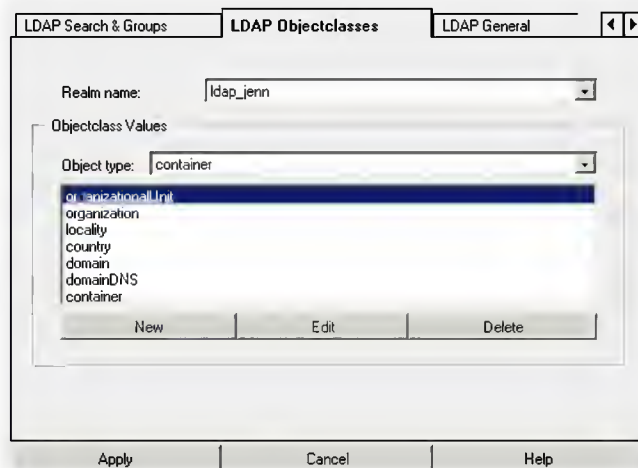 LDAP Search & Groups
LDAP Objectclasses
LDAP General
Realm name:
ldap_jenn
Objectclass Values
Object type:
container
organizationalUnit
organization
locality
country
domain
domainDNS
container
New
Edit
Delete
Apply
Cancel
Help